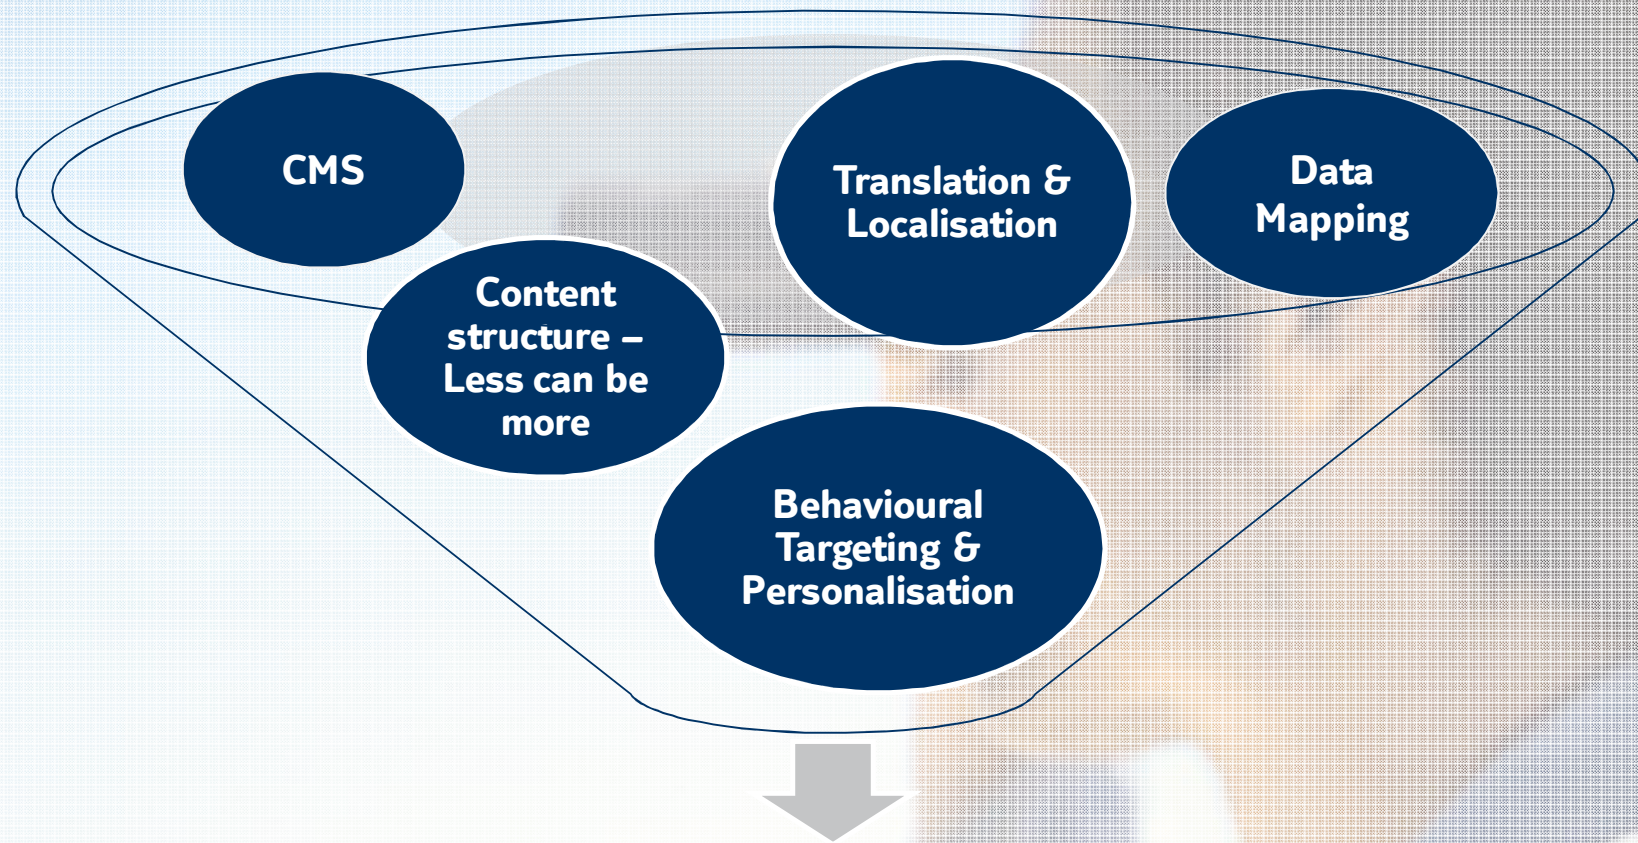 CMS
Translation &
Localisation
Data
Mapping
Content
structure –
Less can be
more
Behavioural
Targeting &
Personalisation